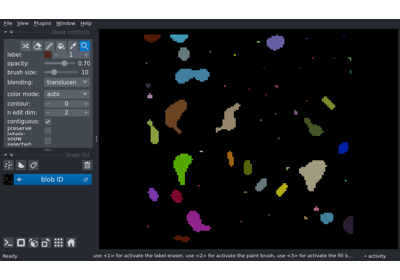 File View Plugins Window Help
layer controls
label: 1
opacity: 0.70
brush size: 10
blending: translucen
color mode: auto
contour: 0
n edit dim: 2
contiguous:
preserve labels:
show selected:
layer list
blob ID
Ready use <1> for activate the label eraser, use <2> for activate the paint brush, use <3> for activate the fill b... activity